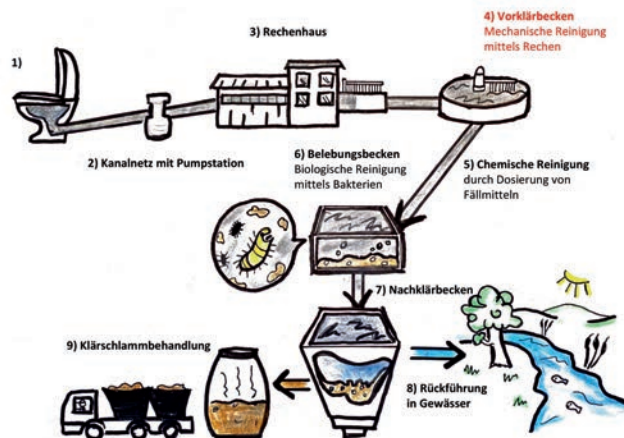 1)
2) Kanalnetz mit Pumpstation
3) Rechenhaus
4) Vorklärbecken
Mechanische Reinigung
mittels Rechen
5) Chemische Reinigung
durch Dosierung von
Fällmitteln
6) Belebungsbecken
Biologische Reinigung
mittels Bakterien
7) Nachklärbecken
8) Rückführung
in Gewässer
9) Klärschlammbehandlung